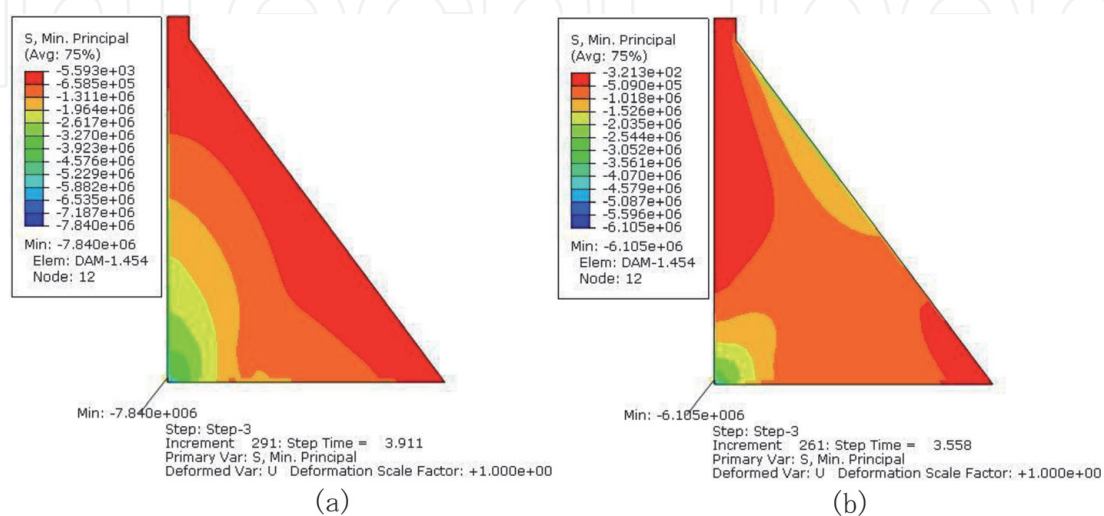 S, Min. Principal
(Avg: 75%)
-5.593e+03
-6.585e+05
-1.311e+06
-1.964e+06
-2.617e+06
-3.270e+06
-3.923e+06
-4.576e+06
-5.229e+06
-5.882e+06
-6.535e+06
-7.187e+06
-7.840e+06
Min: -7.840e+06
Elem: DAM-1.454
Node: 12
Min: -7.840e+006
Step: Step-3
Increment 291: Step Time = 3.911
Primary Var: S, Min. Principal
Deformed Var: U Deformation Scale Factor: +1.000e+00
(a)
S, Min. Principal
(Avg: 75%)
-3.213e+02
-5.090e+05
-1.018e+06
-1.526e+06
-2.035e+06
-2.544e+06
-3.052e+06
-3.561e+06
-4.070e+06
-4.579e+06
-5.087e+06
-5.596e+06
-6.105e+06
Min: -6.105e+06
Elem: DAM-1.454
Node: 12
Min: -6.105e+006
Step: Step-3
Increment 261: Step Time = 3.558
Primary Var: S, Min. Principal
Deformed Var: U Deformation Scale Factor: +1.000e+00
(b)